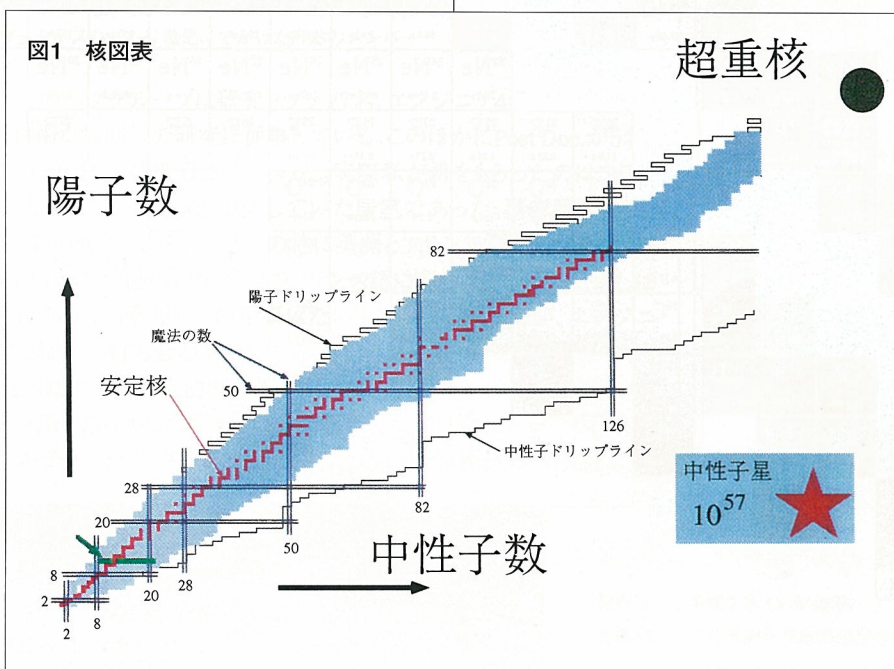 図1 核図表
超重核
陽子数
82
陽子ドリップライン
魔法の数
安定核
50
126
中性子ドリップライン
28
中性子星
10^57
82
20
50
中性子数
8
20
28
2
2
8